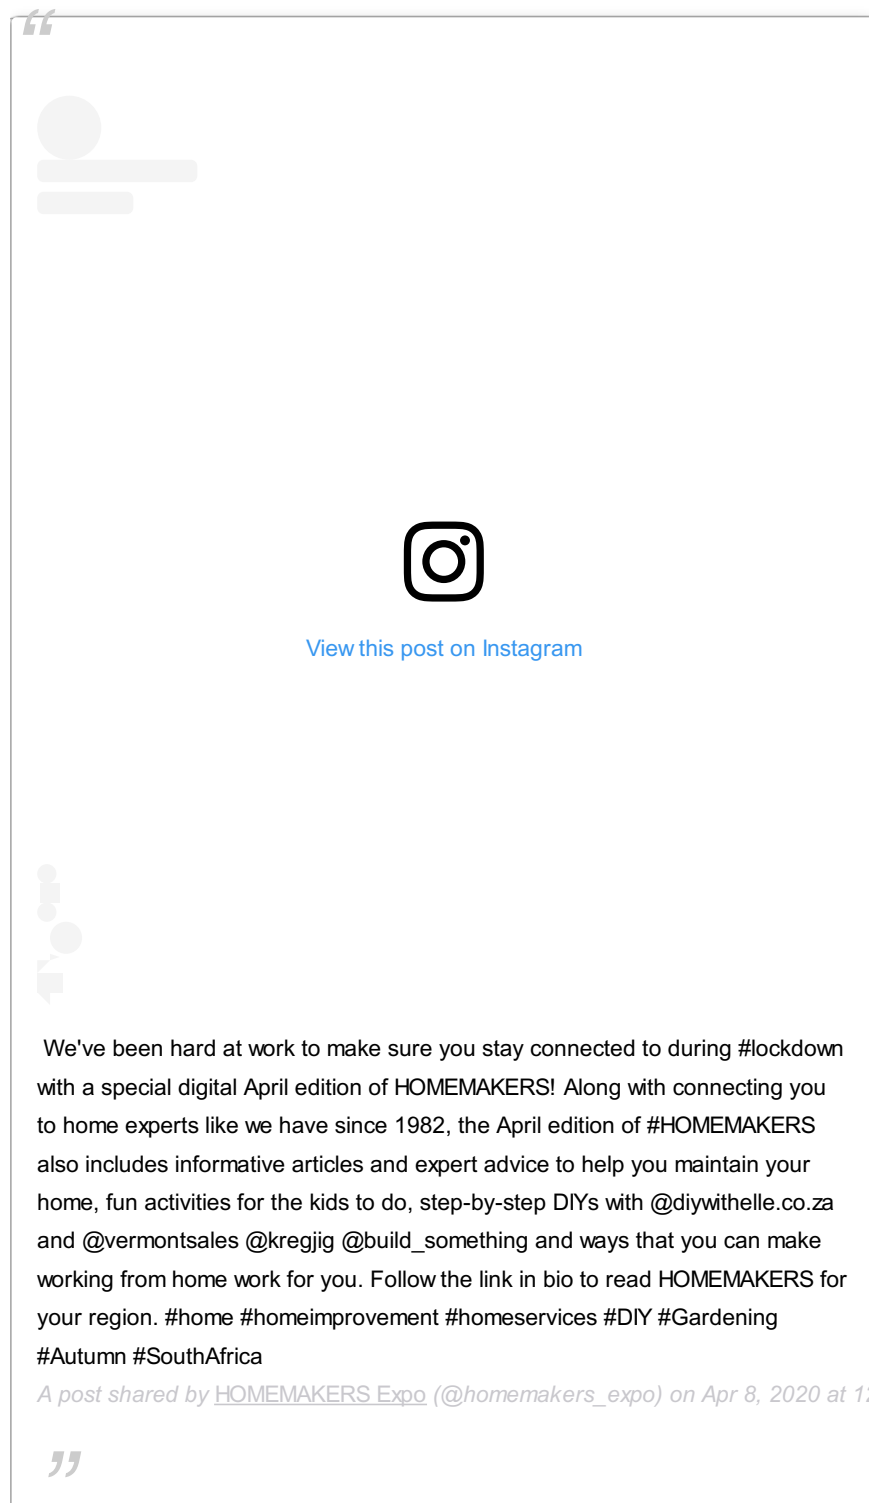 “
View this post on Instagram
We've been hard at work to make sure you stay connected to during #lockdown
with a special digital April edition of HOMEMAKERS! Along with connecting you
to home experts like we have since 1982, the April edition of #HOMEMAKERS
also includes informative articles and expert advice to help you maintain your
home, fun activities for the kids to do, step-by-step DIYs with @diywithelle.co.za
and @vermontsales @kregjig @build_something and ways that you can make
working from home work for you. Follow the link in bio to read HOMEMAKERS for
your region. #home #homeimprovement #homeservices #DIY #Gardening
#Autumn #SouthAfrica
A post shared by HOMEMAKERS Expo (@homemakers_expo) on Apr 8, 2020 at
”